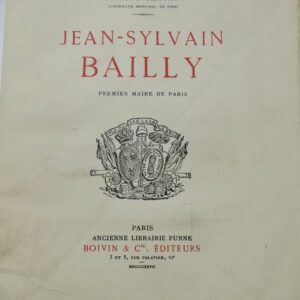 CONSEILLER MUNICIPAL DE PARIS
JEAN-SYLVAIN
BAILLY
PREMIER MAIRE DE PARIS
PARIS
ANCIENNE LIBRAIRIE FURNE
BOIVIN & Cie, ÉDITEURS
3 ET 5, RUE PALATINE, VIe